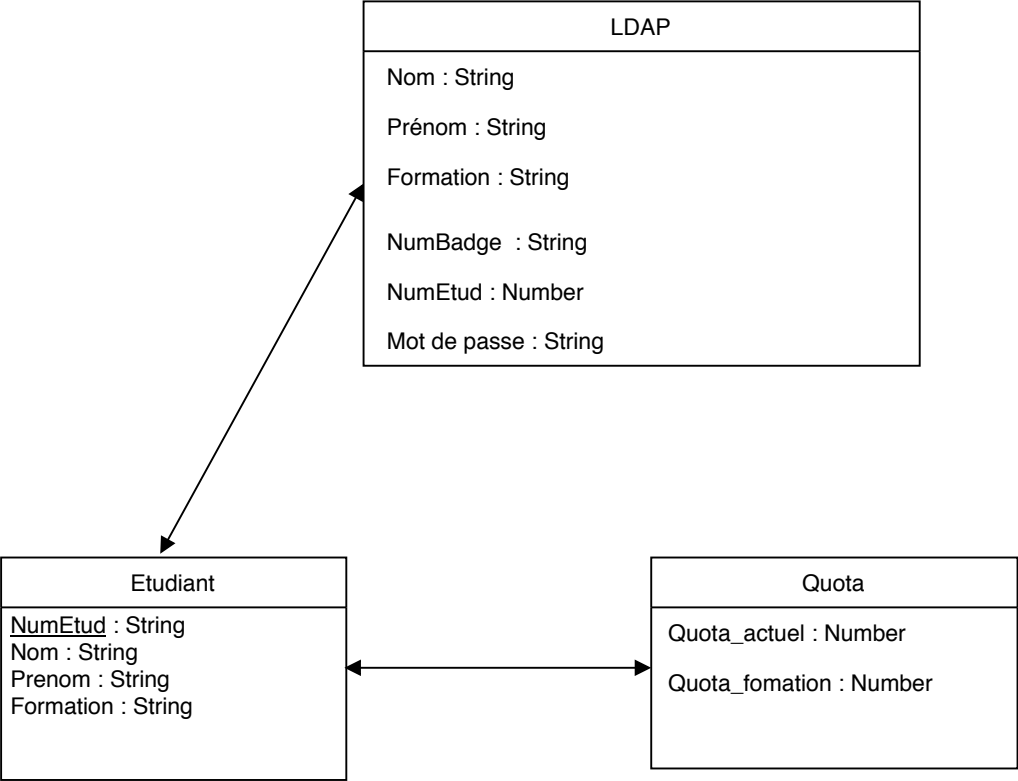 LDAP
Nom : String
Prénom : String
Formation : String
NumBadge : String
NumEtud : Number
Mot de passe : String
Etudiant
NumEtud : String
Nom : String
Prenom : String
Formation : String
Quota
Quota_actuel : Number
Quota_fomation : Number